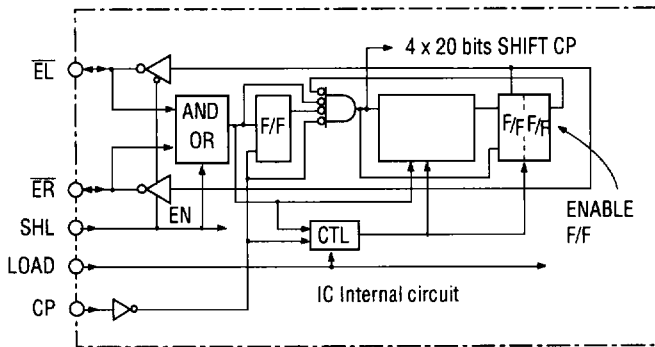 4 x 20 bits SHIFT CP
EL
AND
OR
F/F
F/F F/F
ER
EN
ENABLE
F/F
SHL
CTL
LOAD
IC Internal circuit
CP